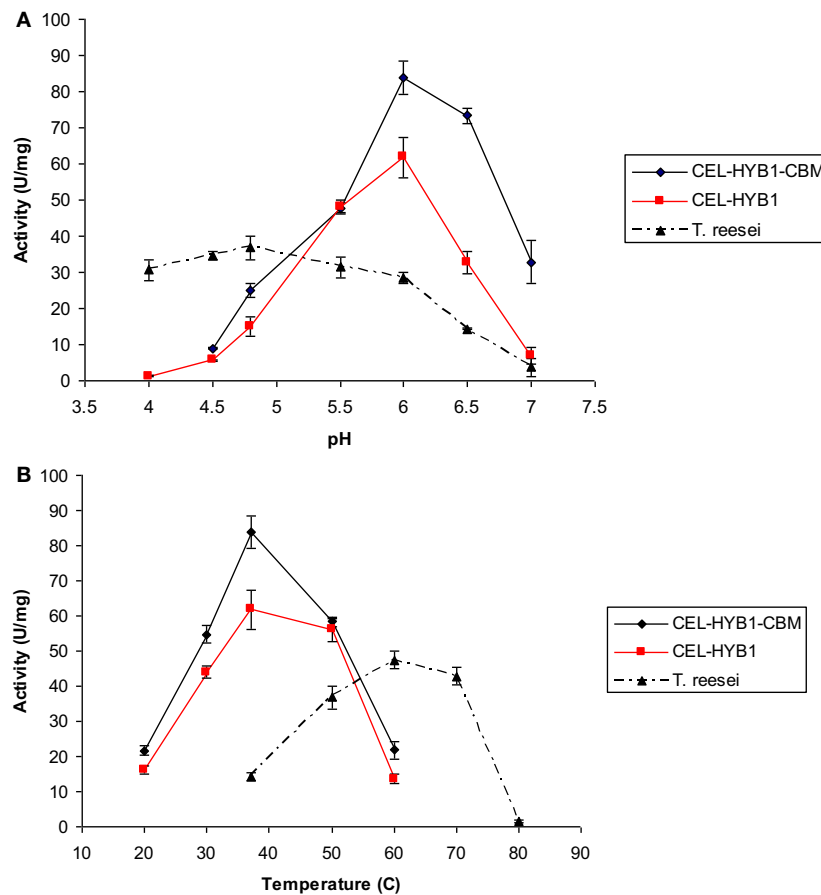 A
100
90
80
70
60
50
40
30
20
10
0
Activity (U/mg)
3.5 4 4.5 5 5.5 6 6.5 7 7.5
pH
CEL-HYB1-CBM
CEL-HYB1
T. reesei
B
100
90
80
70
60
50
40
30
20
10
0
Activity (U/mg)
10 20 30 40 50 60 70 80 90
Temperature (C)
CEL-HYB1-CBM
CEL-HYB1
T. reesei